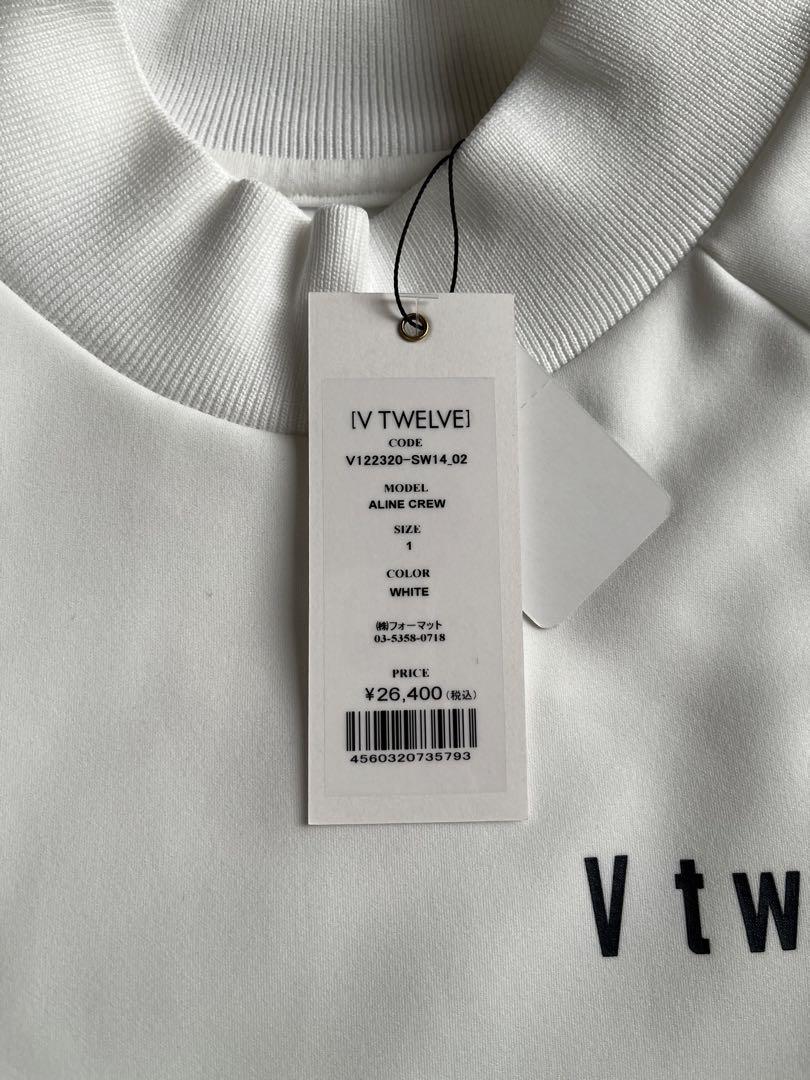 [V TWELVE]
CODE
V122320-SW14_02
MODEL
ALINE CREW
SIZE
1
COLOR
WHITE
㈱フォーマット
03-5358-0718
PRICE
¥26,400(税込)
4560320735793
Vtw